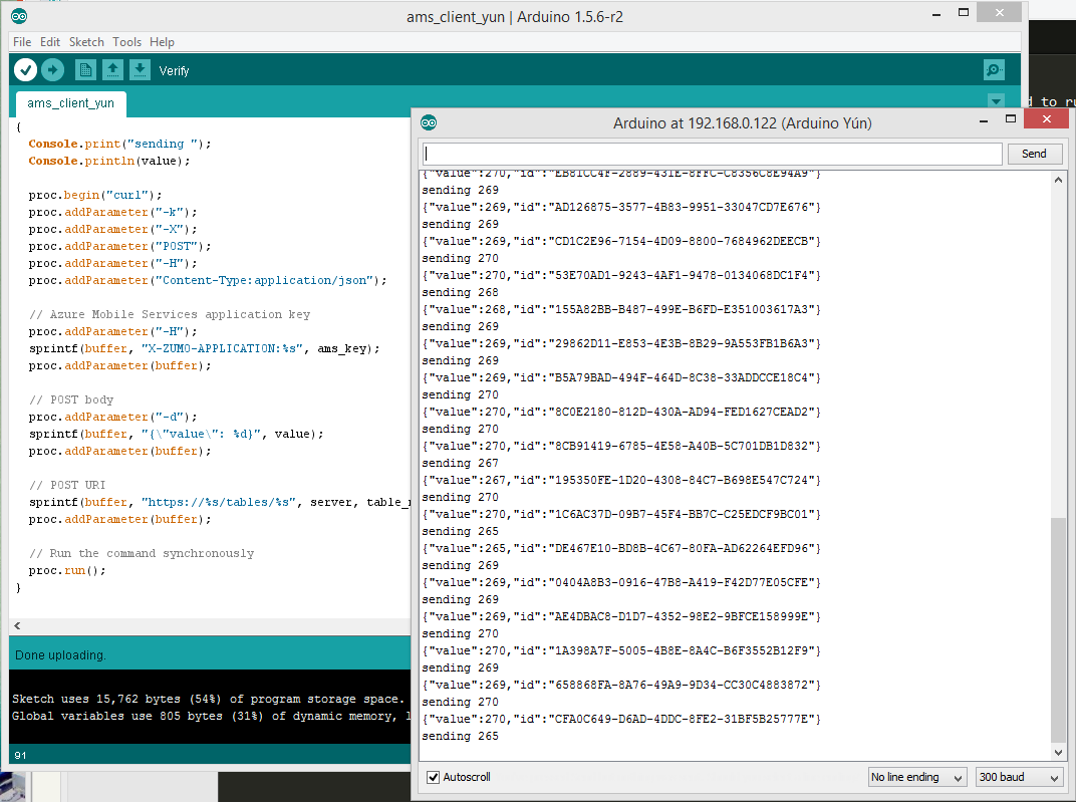 ams_client_yun | Arduino 1.5.6-r2
File Edit Sketch Tools Help
Verify
ams_client_yun
{
Console.print("sending ");
Console.println(value);
proc.begin("curl");
proc.addParameter("-k");
proc.addParameter("-X");
proc.addParameter("POST");
proc.addParameter("-H");
proc.addParameter("Content-Type:application/json");
// Azure Mobile Services application key
proc.addParameter("-H");
sprintf(buffer, "X-ZUMO-APPLICATION:%s", ams_key);
proc.addParameter(buffer);
// POST body
proc.addParameter("-d");
sprintf(buffer, "{\"value\": %d}", value);
proc.addParameter(buffer);
// POST URI
sprintf(buffer, "https://%s/tables/%s", server, table_
proc.addParameter(buffer);
// Run the command synchronously
proc.run();
}
Done uploading.
Sketch uses 15,762 bytes (54%) of program storage space.
Global variables use 805 bytes (31%) of dynamic memory,
91
d to ru
Arduino at 192.168.0.122 (Arduino Yún)
Send
{"value":270,"id":"EB81CC4F-2889-431E-8FFC-C8356C8E94A9"}
sending 269
{"value":269,"id":"AD126875-3577-4B83-9951-33047CD7E676"}
sending 269
{"value":269,"id":"CD1C2E96-7154-4D09-8800-7684962DEECB"}
sending 270
{"value":270,"id":"53E70AD1-9243-4AF1-9478-0134068DC1F4"}
sending 268
{"value":268,"id":"155A82BB-B487-499E-B6FD-E351003617A3"}
sending 269
{"value":269,"id":"29862D11-E853-4E3B-8B29-9A553FB1B6A3"}
sending 269
{"value":269,"id":"B5A79BAD-494F-464D-8C38-33ADDCCE18C4"}
sending 270
{"value":270,"id":"8C0E2180-812D-430A-AD94-FED1627CEAD2"}
sending 270
{"value":270,"id":"8CB91419-6785-4E58-A40B-5C701DB1D832"}
sending 267
{"value":267,"id":"195350FE-1D20-4308-84C7-B698E547C724"}
sending 270
{"value":270,"id":"1C6AC37D-09B7-45F4-BB7C-C25EDCF9BC01"}
sending 265
{"value":265,"id":"DE467E10-BD8B-4C67-80FA-AD62264EFD96"}
sending 269
{"value":269,"id":"0404A8B3-0916-47B8-A419-F42D77E05CFE"}
sending 269
{"value":269,"id":"AE4DBAC8-D1D7-4352-98E2-9BFCE158999E"}
sending 270
{"value":270,"id":"1A398A7F-5005-4B8E-8A4C-B6F3552B12F9"}
sending 269
{"value":269,"id":"658868FA-8A76-49A9-9D34-CC30C4883872"}
sending 270
{"value":270,"id":"CFA0C649-D6AD-4DDC-8FE2-31BF5B25777E"}
sending 265
Autoscroll
No line ending
300 baud